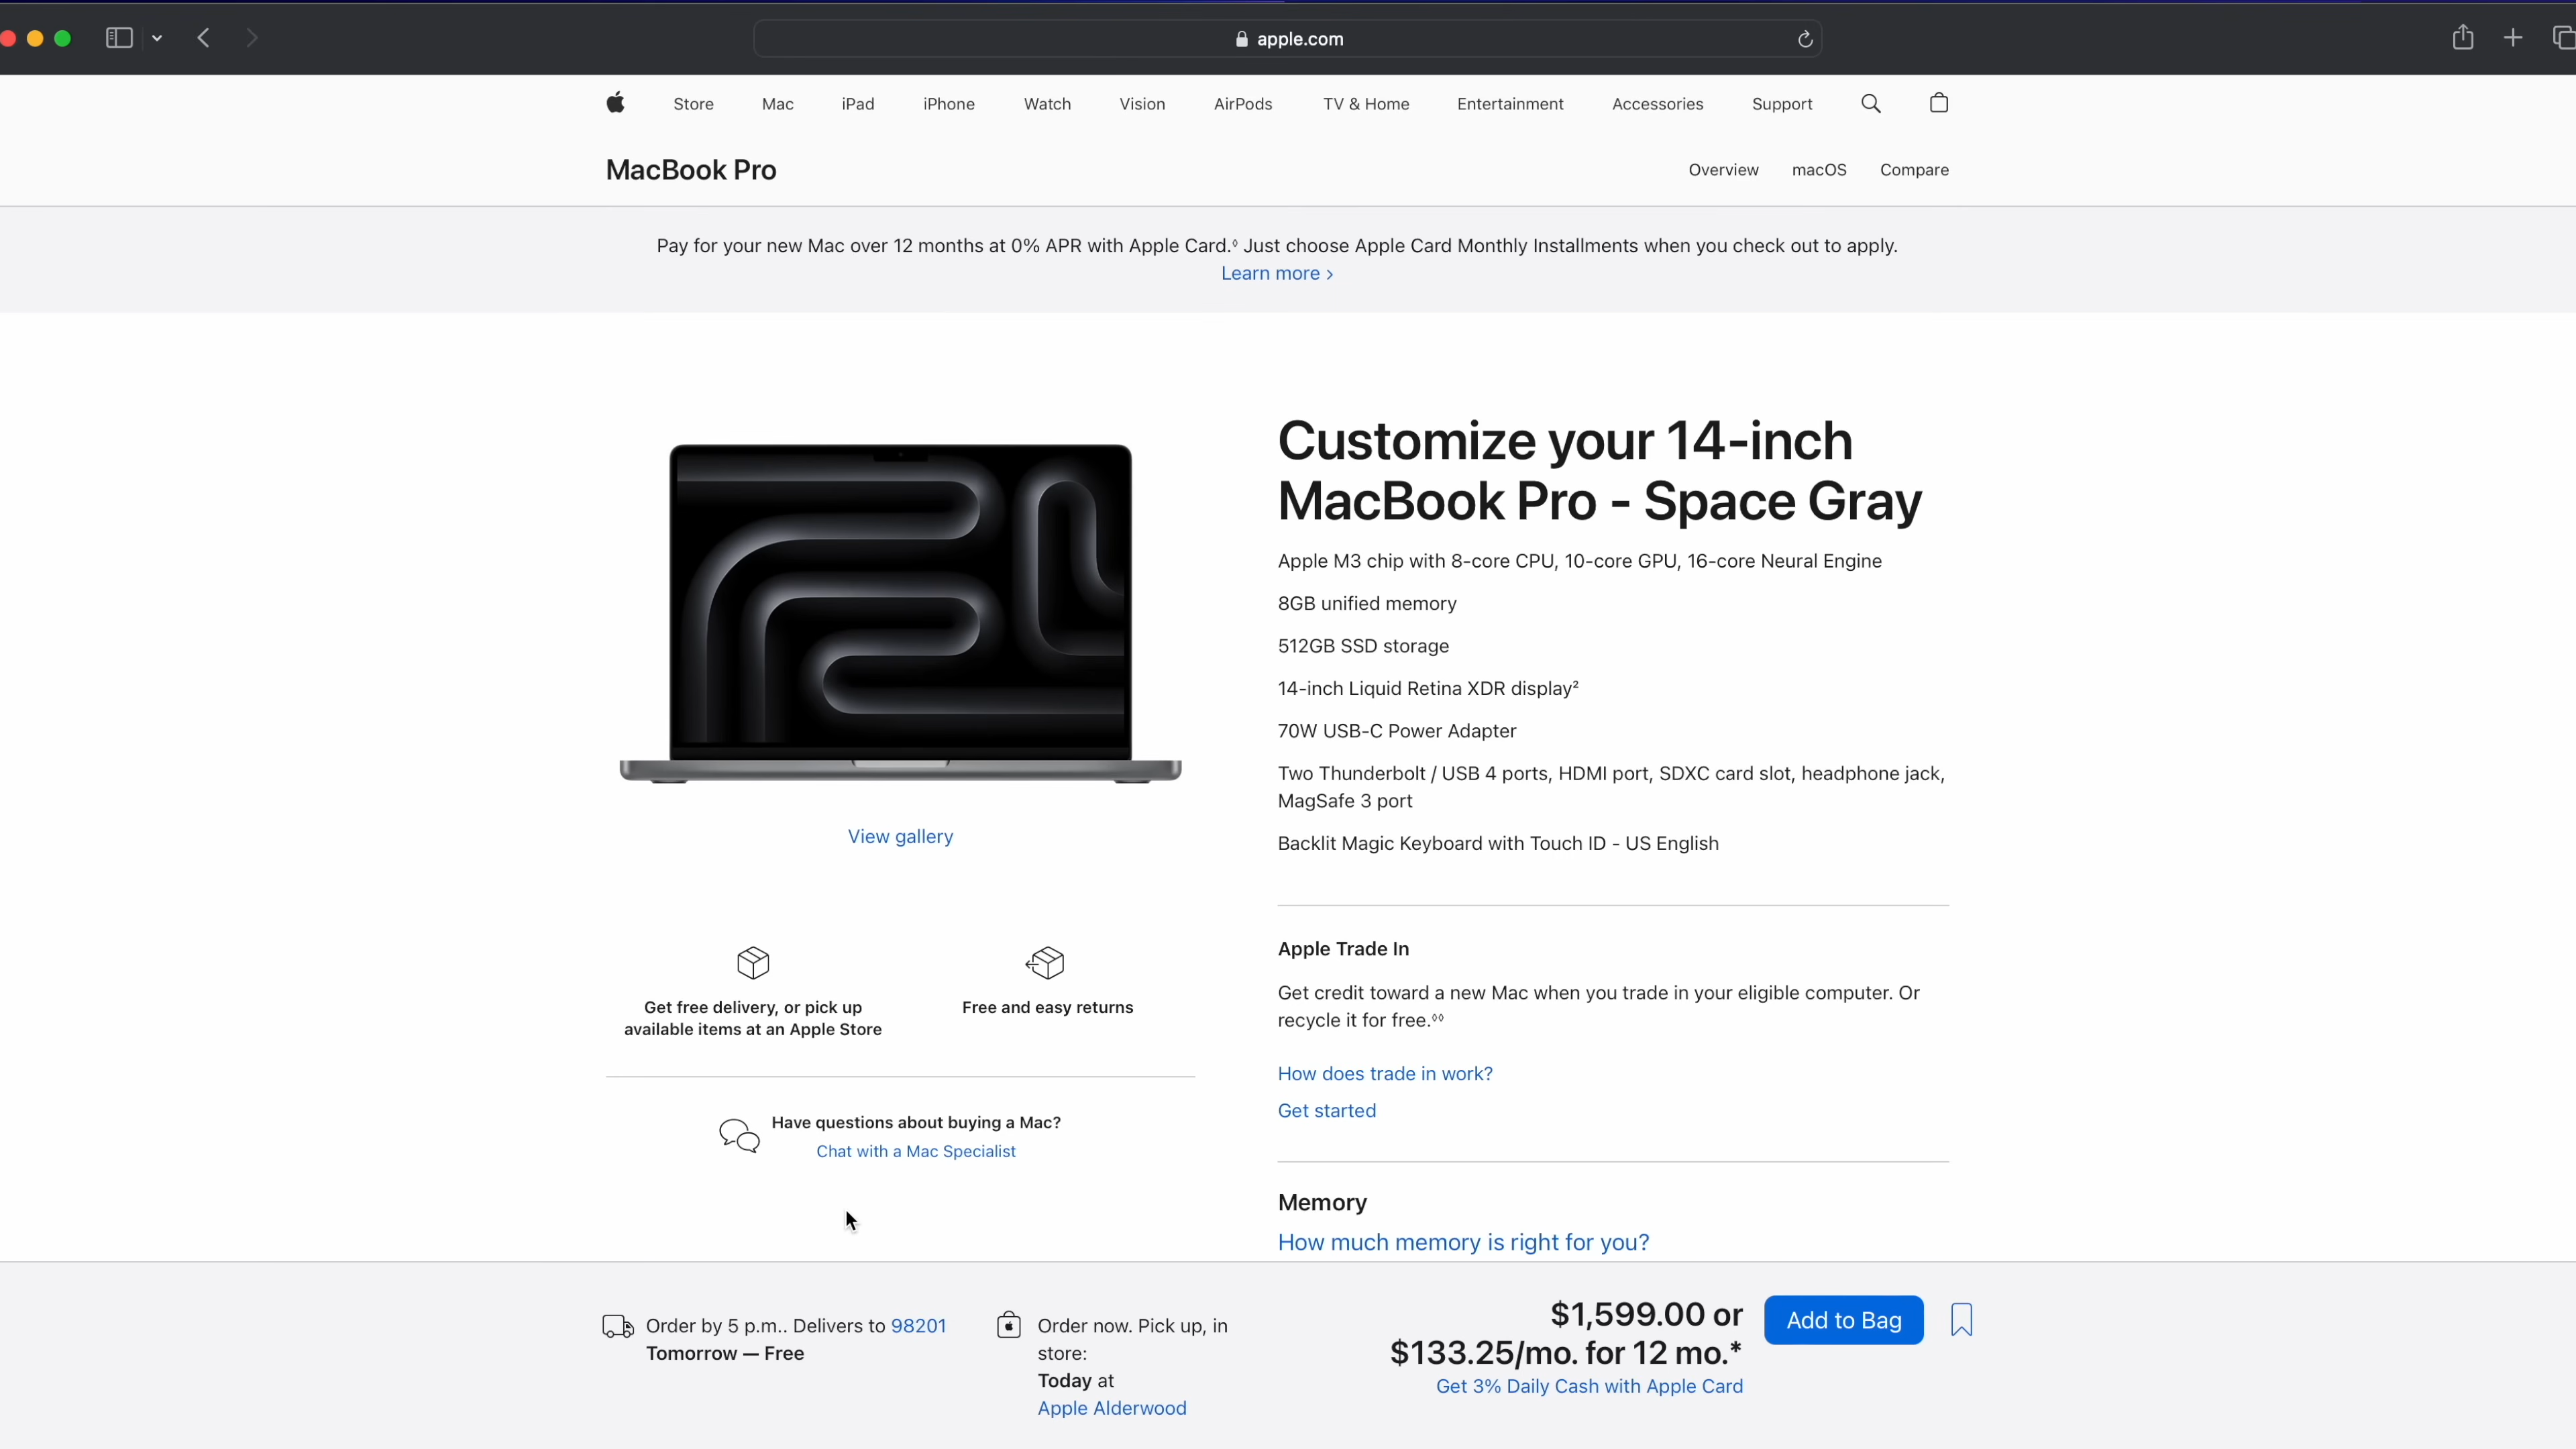 apple.com
Store Mac iPad iPhone Watch Vision AirPods TV & Home Entertainment Accessories Support
MacBook Pro
Overview macOS Compare
Pay for your new Mac over 12 months at 0% APR with Apple Card.◊ Just choose Apple Card Monthly Installments when you check out to apply.
Learn more >
Customize your 14-inch
MacBook Pro - Space Gray
Apple M3 chip with 8-core CPU, 10-core GPU, 16-core Neural Engine
8GB unified memory
512GB SSD storage
14-inch Liquid Retina XDR display²
70W USB-C Power Adapter
Two Thunderbolt / USB 4 ports, HDMI port, SDXC card slot, headphone jack,
MagSafe 3 port
Backlit Magic Keyboard with Touch ID - US English
View gallery
Get free delivery, or pick up
available items at an Apple Store
Free and easy returns
Have questions about buying a Mac?
Chat with a Mac Specialist
Apple Trade In
Get credit toward a new Mac when you trade in your eligible computer. Or
recycle it for free.◊◊
How does trade in work?
Get started
Memory
How much memory is right for you?
Order by 5 p.m.. Delivers to 98201
Tomorrow — Free
Order now. Pick up, in
store:
Today at
Apple Alderwood
$1,599.00 or
$133.25/mo. for 12 mo.*
Get 3% Daily Cash with Apple Card
Add to Bag